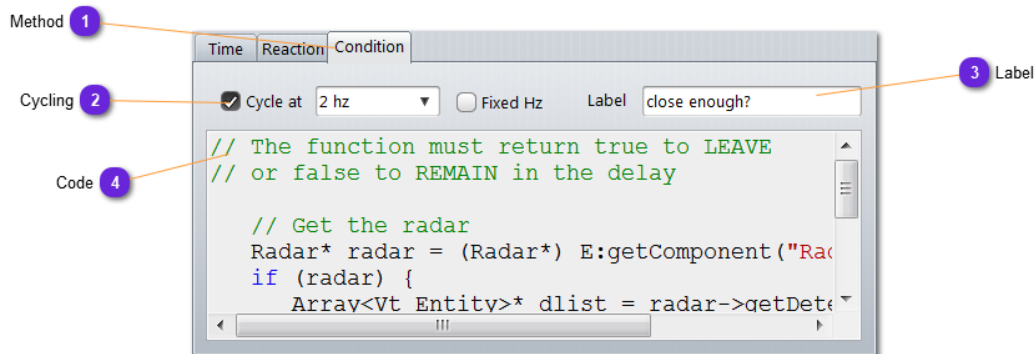 Method 1
Time Reaction Condition
3 Label
Cycling 2
Cycle at 2 hz Fixed Hz Label close enough?
// The function must return true to LEAVE
Code 4
// or false to REMAIN in the delay
// Get the radar
Radar* radar = (Radar*) E:getComponent("Rad
if (radar) {
Array<Vt_Entity>* dlist = radar->getDete